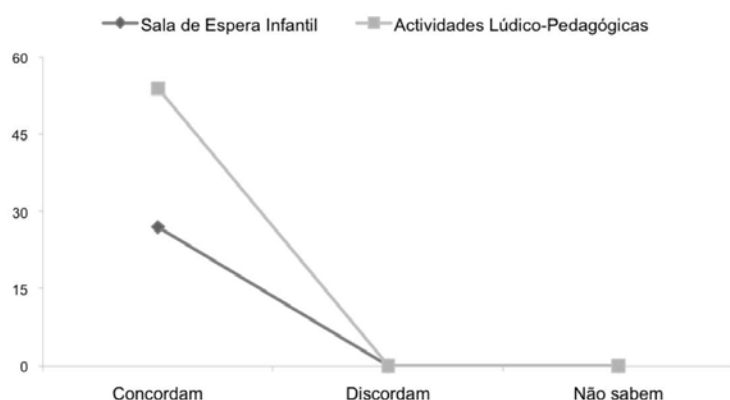 Sala de Espera Infantil Actividades Lúdico-Pedagógicas
60
45
30
15
0
Concordam Discordam Não sabem